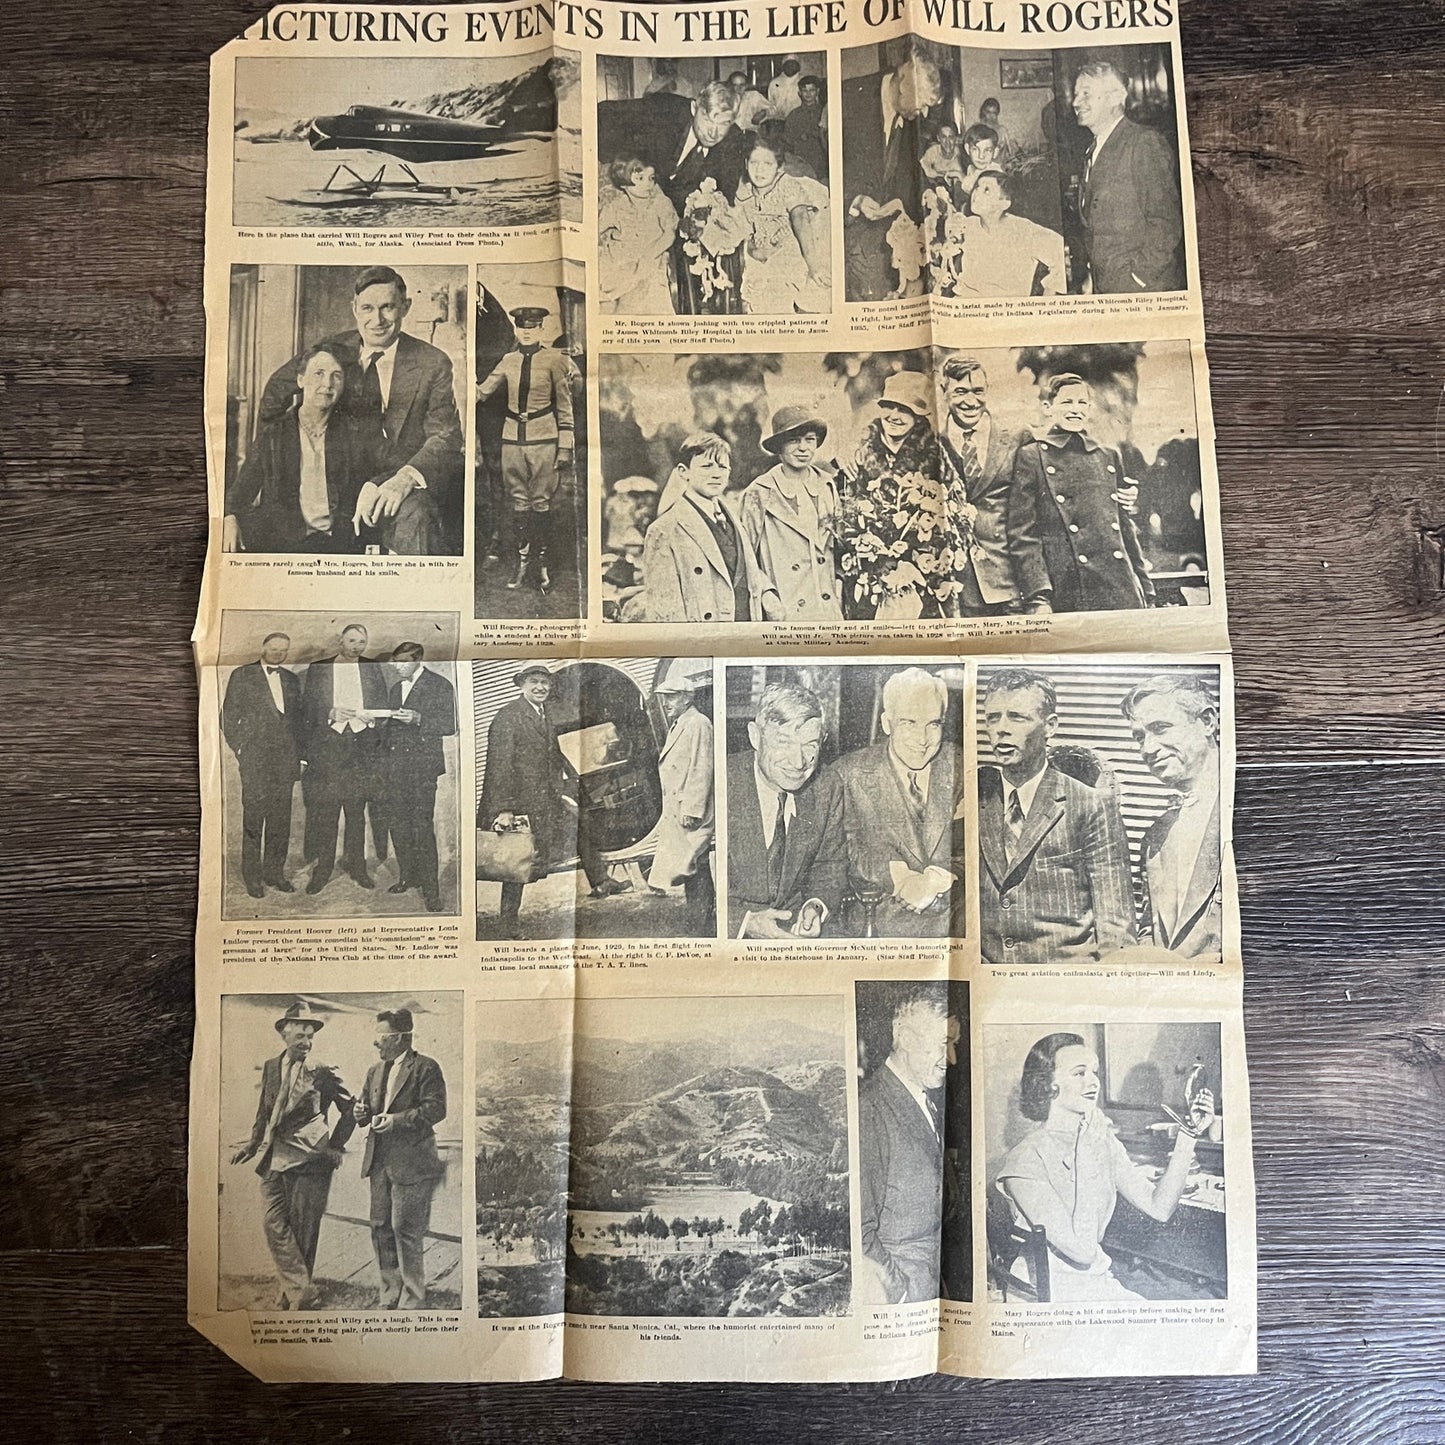 PICTURING EVENTS IN THE LIFE OF WILL ROGERS
Here is the plane that carried Will Rogers and Wiley Post to their deaths as it took off from Se-
attle, Wash., for Alaska. (Associated Press Photo.)
Mr. Rogers is shown joshing with two crippled patients of
the James Whitcomb Riley Hospital in his visit here in Janu-
ary of this year. (Star Staff Photo.)
The noted humorist receives a lariat made by children of the James Whitcomb Riley Hospital.
At right, he was snapped while addressing the Indiana Legislature during his visit in January,
1935. (Star Staff Photo.)
The camera rarely caught Mrs. Rogers, but here she is with her
famous husband and his smile.
Will Rogers Jr., photographed
while a student at Culver Mili-
tary Academy in 1928.
The famous family and all smiles—left to right—Jimmy, Mary, Mrs. Rogers,
Will and Will Jr. This picture was taken in 1928 when Will Jr. was a student
at Culver Military Academy.
Former President Hoover (left) and Representative Louis
Ludlow present the famous comedian his "commission" as "con-
gressman at large" for the United States. Mr. Ludlow was
president of the National Press Club at the time of the award.
Will boards a plane in June, 1929, in his first flight from
Indianapolis to the West coast. At the right is C. F. DeVoe, at
that time local manager of the T. A. T. lines.
Will snapped with Governor McNutt when the humorist paid
a visit to the Statehouse in January. (Star Staff Photo.)
Two great aviation enthusiasts get together—Will and Lindy.
makes a wisecrack and Wiley gets a laugh. This is one
photos of the flying pair, taken shortly before their
from Seattle, Wash.
It was at the Rogers ranch near Santa Monica, Cal., where the humorist entertained many of
his friends.
Will is caught in another
pose as he draws laughs from
the Indiana Legislature.
Mary Rogers doing a bit of make-up before making her first
stage appearance with the Lakewood Summer Theater colony in
Maine.